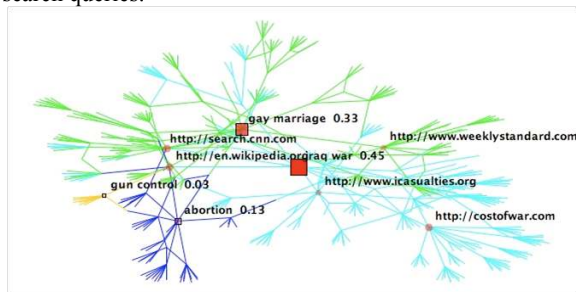 search queries.
gay marriage 0.33
http://search.cnn.com
http://www.weeklystandard.com
http://en.wikipedia.org
iraq war 0.45
gun control 0.03
http://www.icasualties.org
abortion 0.13
http://costofwar.com